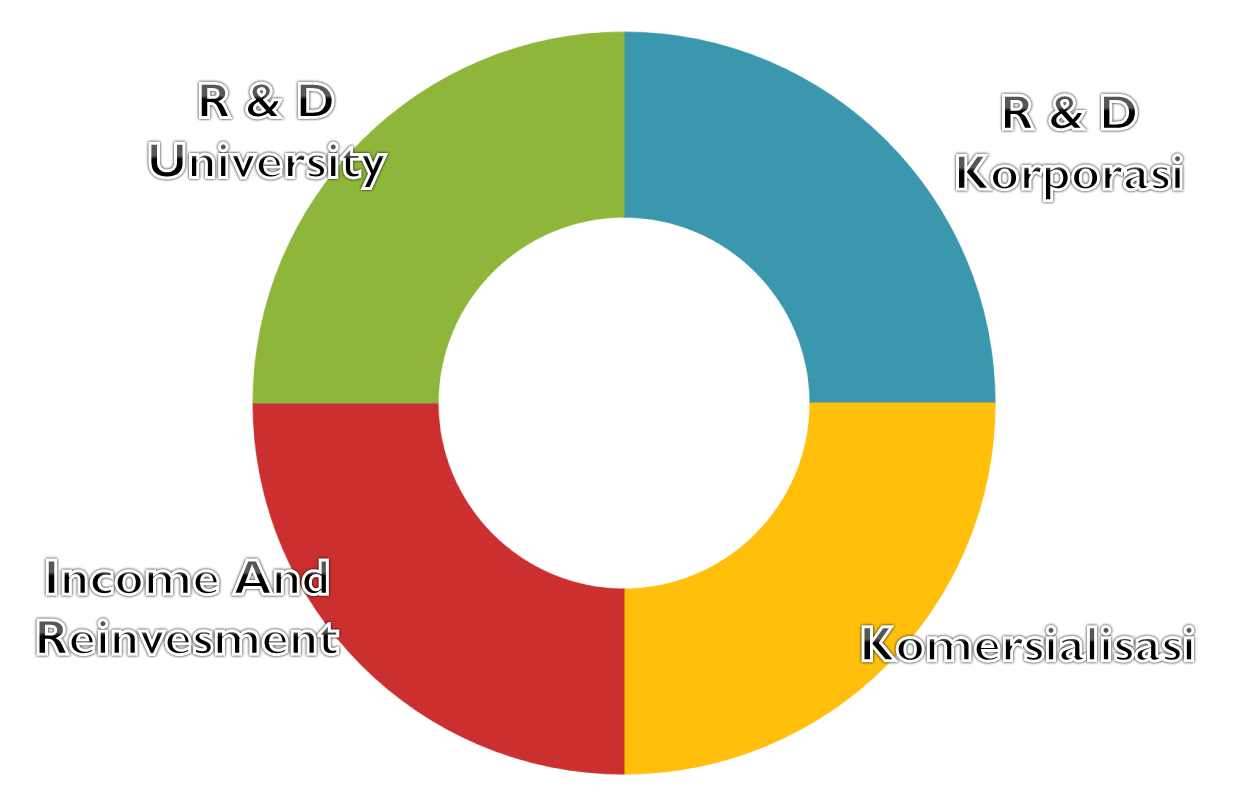 R & D
University
R & D
Korporasi
Income And
Reinvesment
Komersialisasi